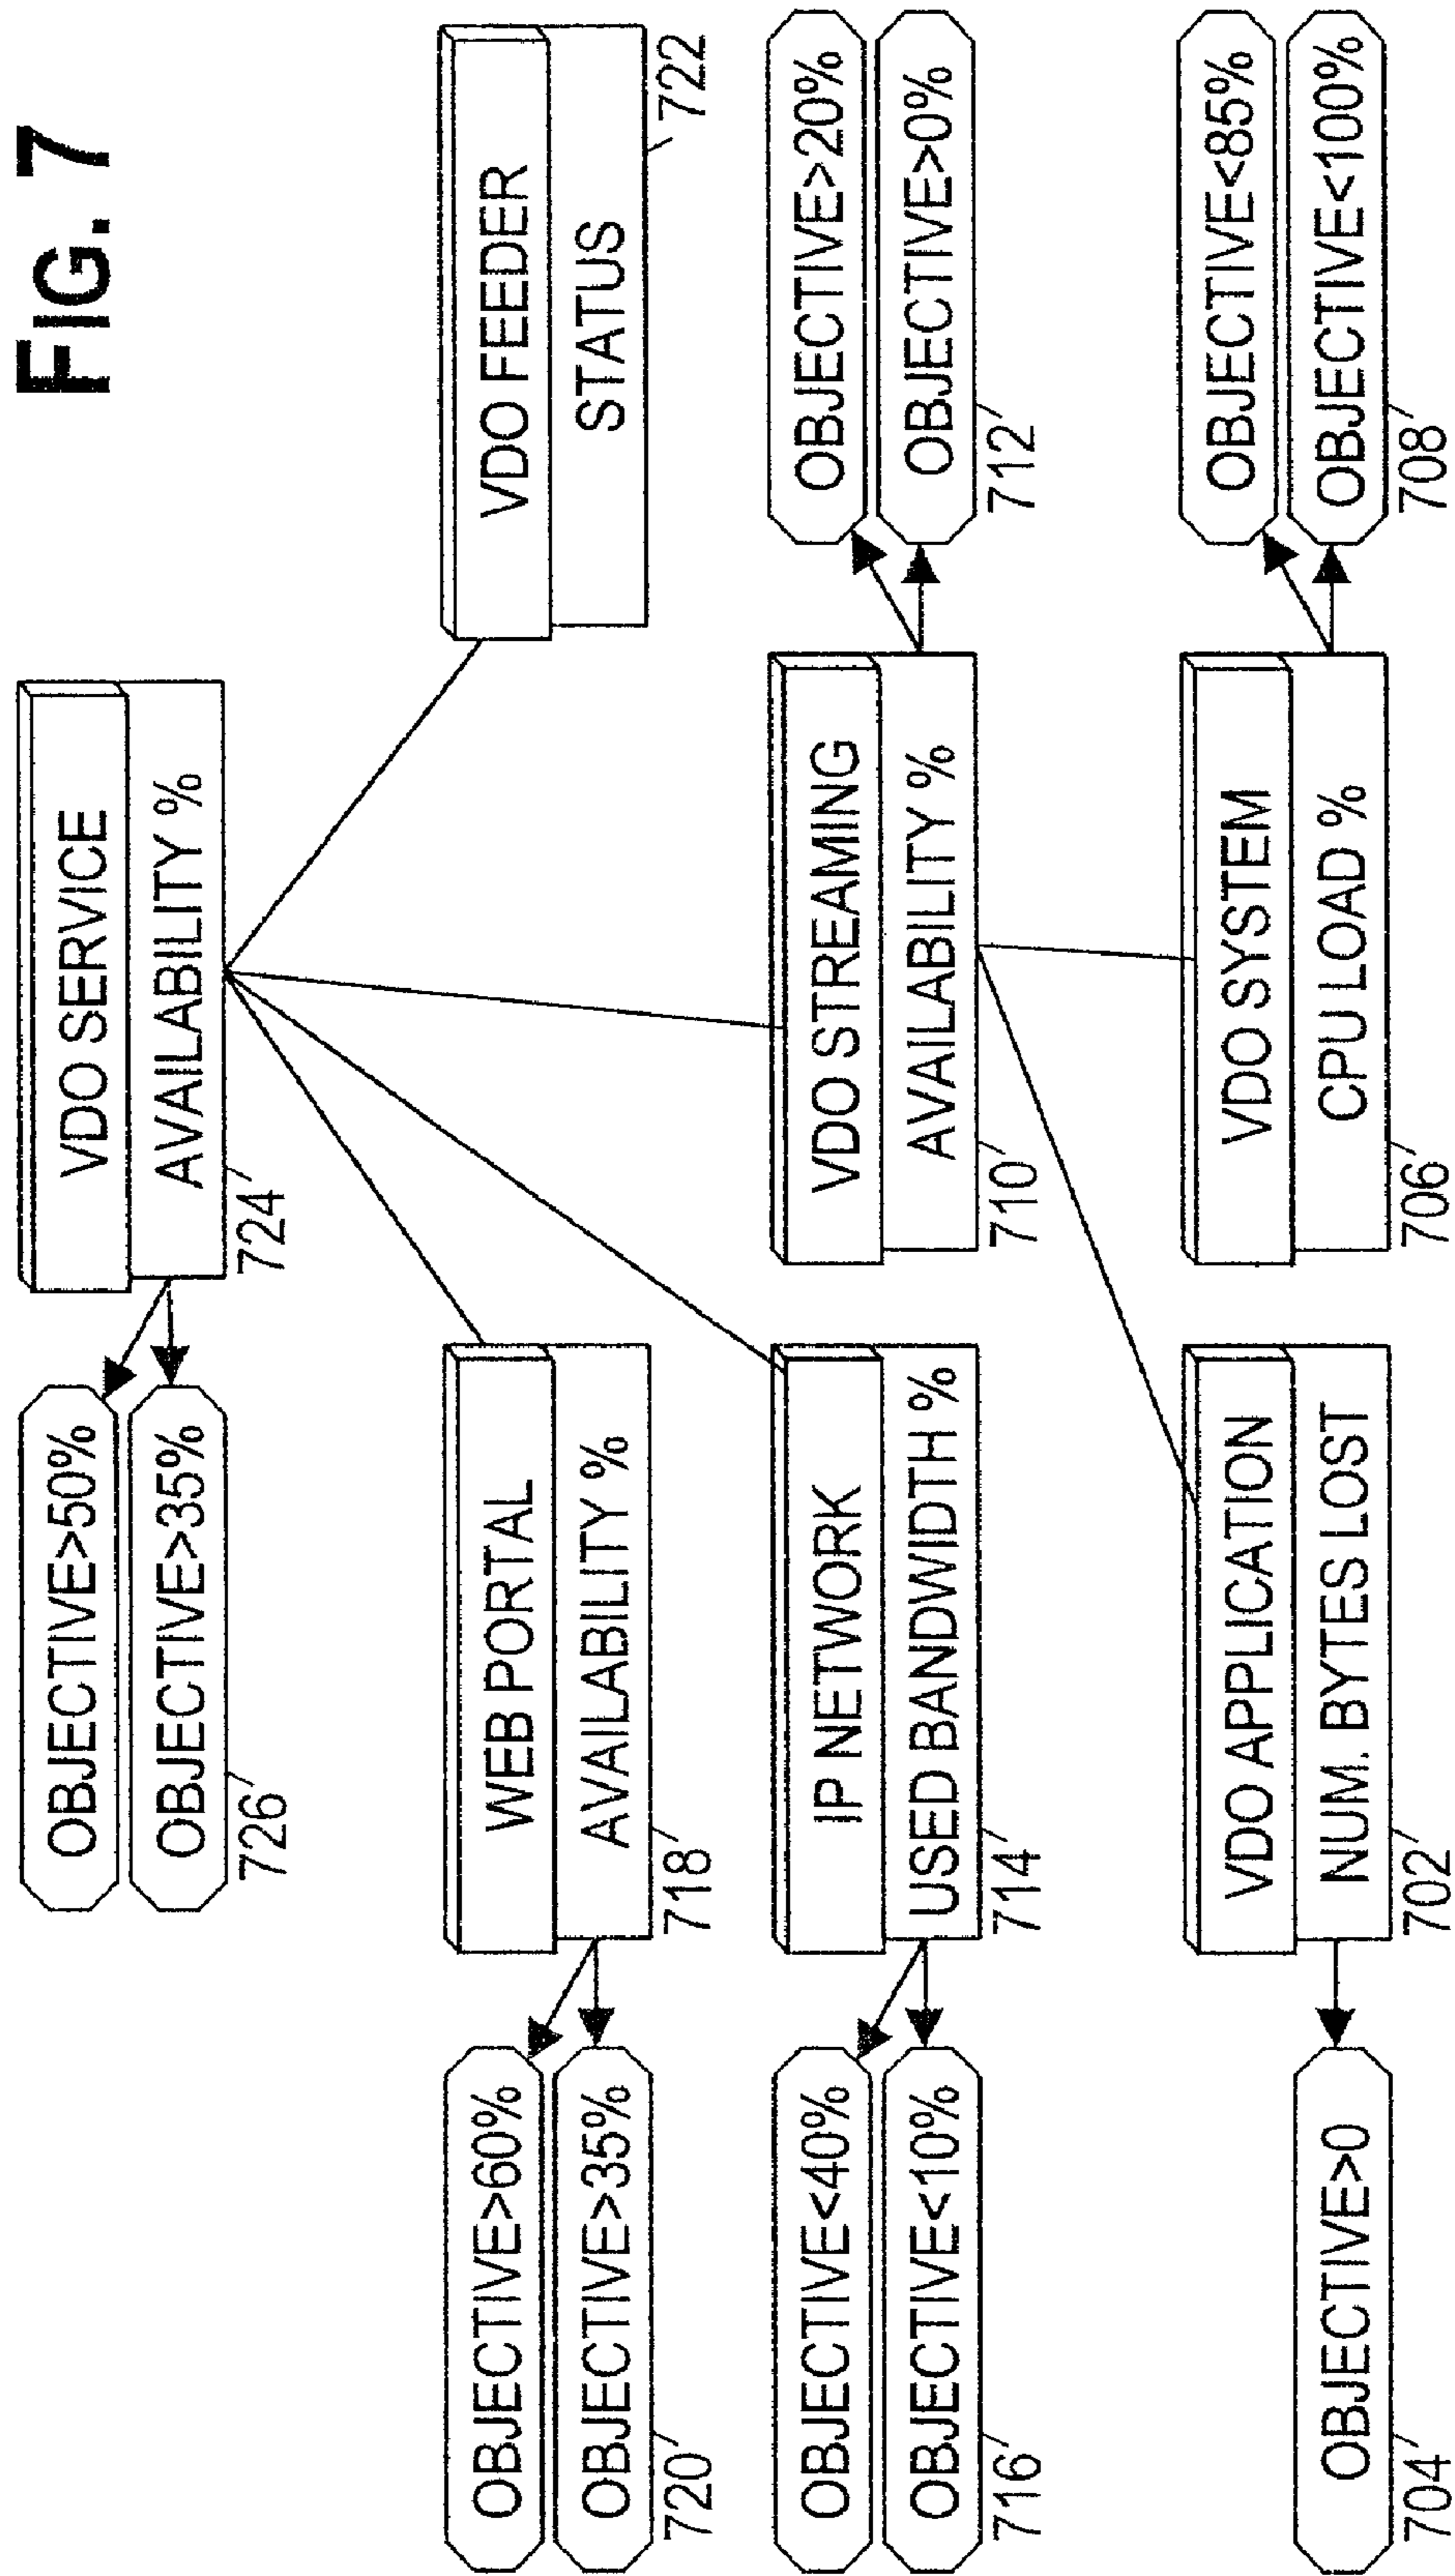 FIG. 7
VDO SERVICE
AVAILABILITY %
724
OBJECTIVE>50%
OBJECTIVE>35%
726
WEB PORTAL
AVAILABILITY %
718
OBJECTIVE>60%
OBJECTIVE>35%
720
VDO FEEDER
STATUS
722
IP NETWORK
USED BANDWIDTH %
714
OBJECTIVE<40%
OBJECTIVE<10%
716
VDO STREAMING
AVAILABILITY %
710
OBJECTIVE>20%
OBJECTIVE>0%
712
VDO APPLICATION
NUM. BYTES LOST
702
OBJECTIVE>0
704
VDO SYSTEM
CPU LOAD %
706
OBJECTIVE<85%
OBJECTIVE<100%
708